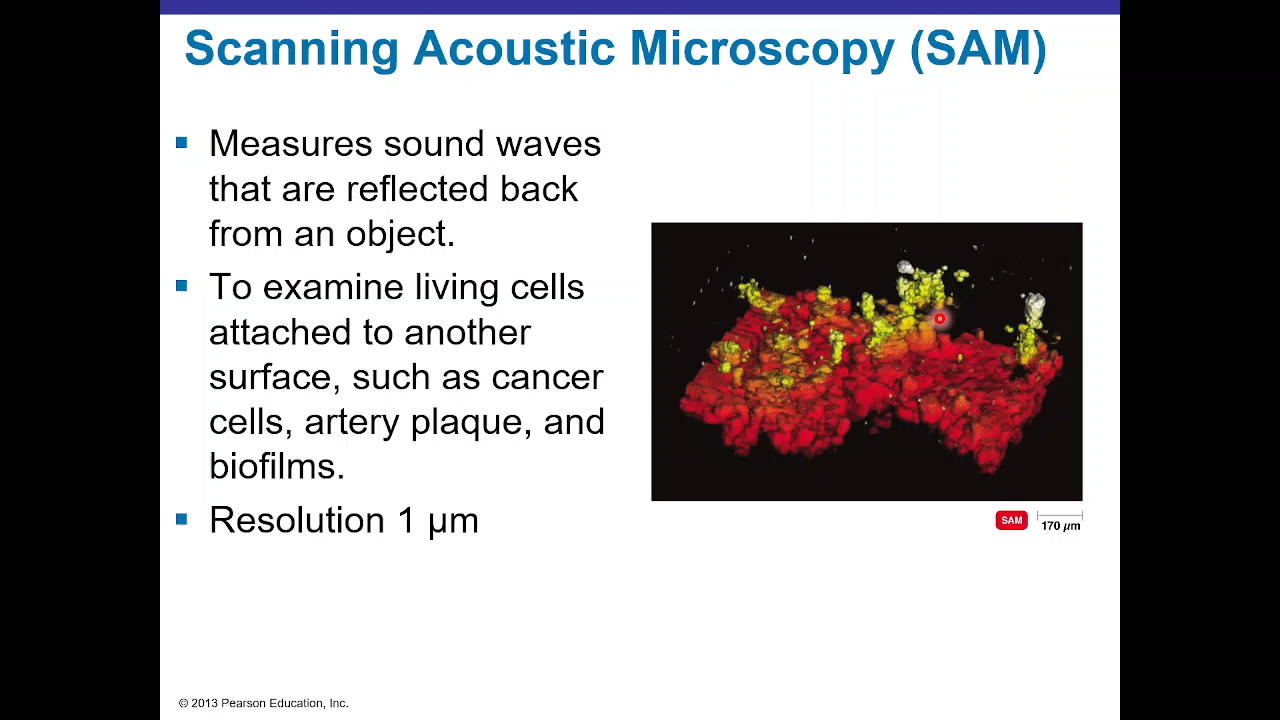 Scanning Acoustic Microscopy (SAM)
Measures sound waves
that are reflected back
from an object.
To examine living cells
attached to another
surface, such as cancer
cells, artery plaque, and
biofilms.
Resolution 1 μm
SAM
170 μm
© 2013 Pearson Education, Inc.